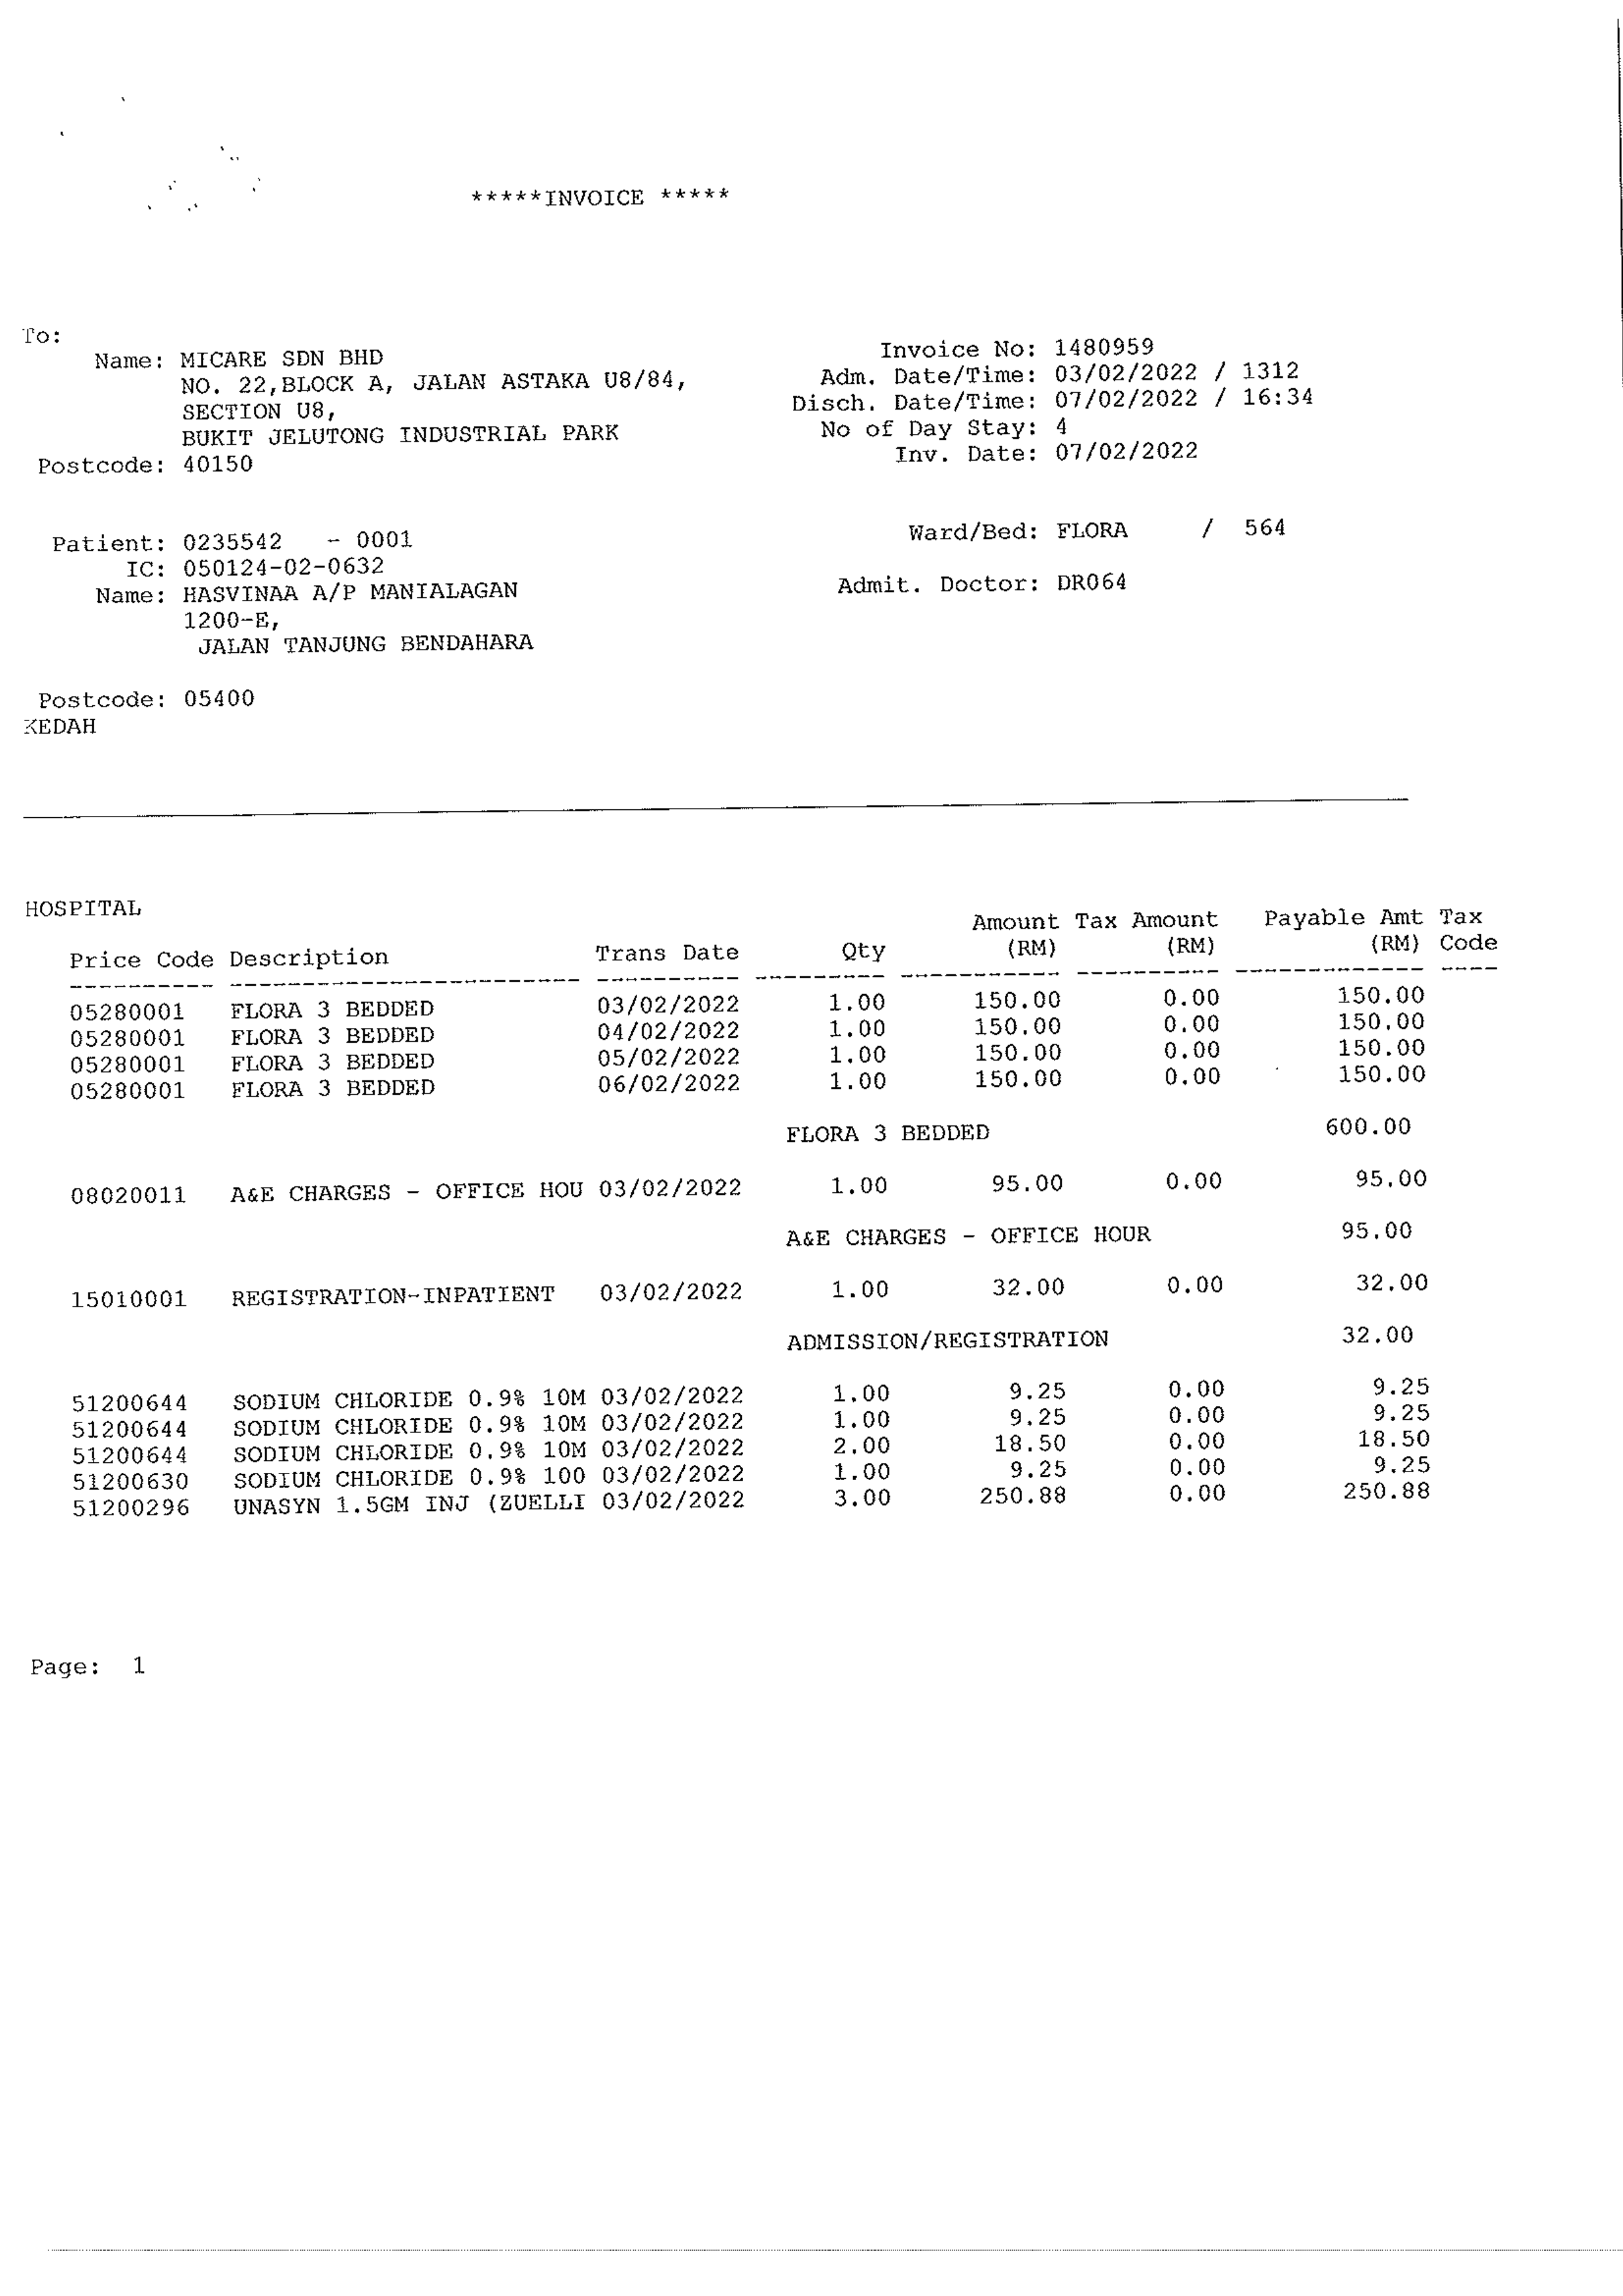 *****INVOICE *****
To:
Name: MICARE SDN BHD
NO. 22,BLOCK A, JALAN ASTAKA U8/84,
SECTION U8,
BUKIT JELUTONG INDUSTRIAL PARK
Postcode: 40150
Invoice No: 1480959
Adm. Date/Time: 03/02/2022 / 1312
Disch. Date/Time: 07/02/2022 / 16:34
No of Day Stay: 4
Inv. Date: 07/02/2022
Patient: 0235542 - 0001
IC: 050124-02-0632
Name: HASVINAA A/P MANIALAGAN
1200-E,
JALAN TANJUNG BENDAHARA
Postcode: 05400
KEDAH
Ward/Bed: FLORA / 564
Admit. Doctor: DR064
HOSPITAL
Amount Tax Amount Payable Amt Tax
Price Code Description Trans Date Qty (RM) (RM) (RM) Code
05280001 FLORA 3 BEDDED 03/02/2022 1.00 150.00 0.00 150.00
05280001 FLORA 3 BEDDED 04/02/2022 1.00 150.00 0.00 150.00
05280001 FLORA 3 BEDDED 05/02/2022 1.00 150.00 0.00 150.00
05280001 FLORA 3 BEDDED 06/02/2022 1.00 150.00 0.00 150.00
FLORA 3 BEDDED 600.00
08020011 A&E CHARGES - OFFICE HOU 03/02/2022 1.00 95.00 0.00 95.00
A&E CHARGES - OFFICE HOUR 95.00
15010001 REGISTRATION-INPATIENT 03/02/2022 1.00 32.00 0.00 32.00
ADMISSION/REGISTRATION 32.00
51200644 SODIUM CHLORIDE 0.9% 10M 03/02/2022 1.00 9.25 0.00 9.25
51200644 SODIUM CHLORIDE 0.9% 10M 03/02/2022 1.00 9.25 0.00 9.25
51200644 SODIUM CHLORIDE 0.9% 10M 03/02/2022 2.00 18.50 0.00 18.50
51200630 SODIUM CHLORIDE 0.9% 100 03/02/2022 1.00 9.25 0.00 9.25
51200296 UNASYN 1.5GM INJ (ZUELLI 03/02/2022 3.00 250.88 0.00 250.88
Page: 1